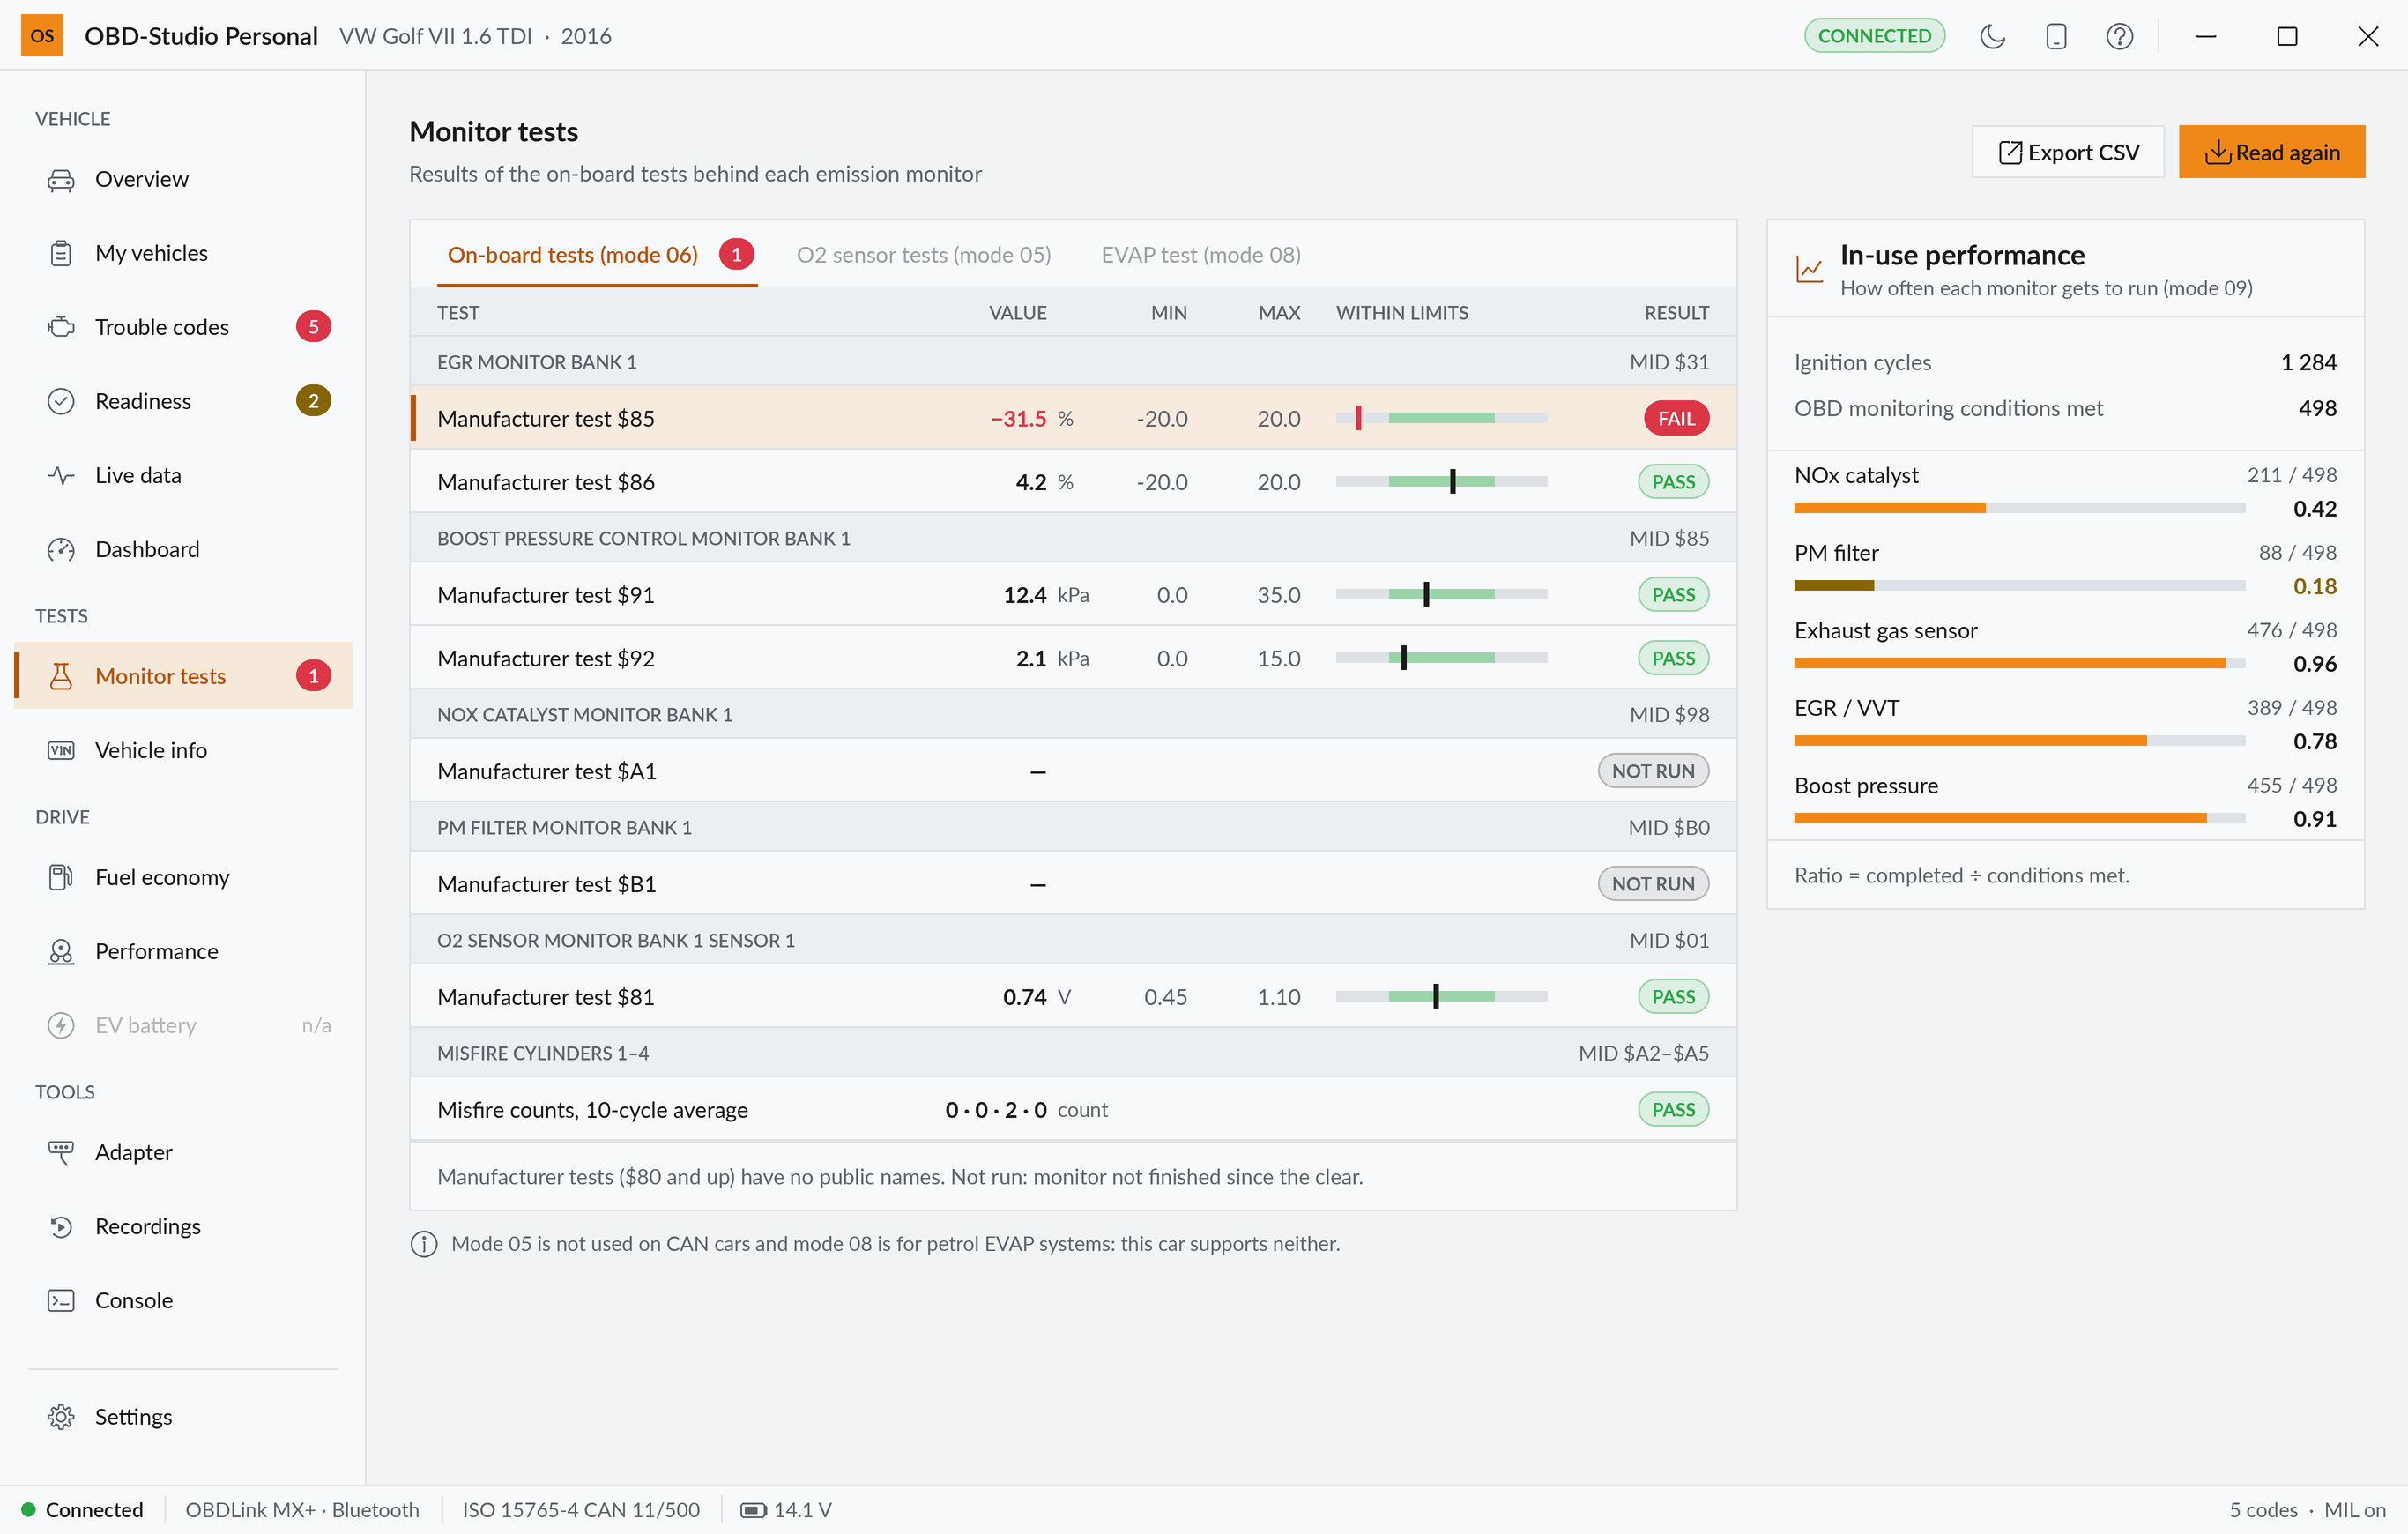 OS OBD-Studio Personal VW Golf VII 1.6 TDI · 2016 CONNECTED
VEHICLE
Overview
My vehicles
Trouble codes 5
Readiness 2
Live data
Dashboard
TESTS
Monitor tests 1
VIN Vehicle info
DRIVE
Fuel economy
Performance
EV battery n/a
TOOLS
Adapter
Recordings
Console
Settings
Monitor tests
Results of the on-board tests behind each emission monitor
Export CSV Read again
On-board tests (mode 06) 1 O2 sensor tests (mode 05) EVAP test (mode 08)
TEST VALUE MIN MAX WITHIN LIMITS RESULT
EGR MONITOR BANK 1 MID $31
Manufacturer test $85 −31.5 % -20.0 20.0 FAIL
Manufacturer test $86 4.2 % -20.0 20.0 PASS
BOOST PRESSURE CONTROL MONITOR BANK 1 MID $85
Manufacturer test $91 12.4 kPa 0.0 35.0 PASS
Manufacturer test $92 2.1 kPa 0.0 15.0 PASS
NOX CATALYST MONITOR BANK 1 MID $98
Manufacturer test $A1 — NOT RUN
PM FILTER MONITOR BANK 1 MID $B0
Manufacturer test $B1 — NOT RUN
O2 SENSOR MONITOR BANK 1 SENSOR 1 MID $01
Manufacturer test $81 0.74 V 0.45 1.10 PASS
MISFIRE CYLINDERS 1–4 MID $A2–$A5
Misfire counts, 10-cycle average 0 · 0 · 2 · 0 count PASS
Manufacturer tests ($80 and up) have no public names. Not run: monitor not finished since the clear.
Mode 05 is not used on CAN cars and mode 08 is for petrol EVAP systems: this car supports neither.
In-use performance
How often each monitor gets to run (mode 09)
Ignition cycles 1 284
OBD monitoring conditions met 498
NOx catalyst 211 / 498
0.42
PM filter 88 / 498
0.18
Exhaust gas sensor 476 / 498
0.96
EGR / VVT 389 / 498
0.78
Boost pressure 455 / 498
0.91
Ratio = completed ÷ conditions met.
Connected OBDLink MX+ · Bluetooth ISO 15765-4 CAN 11/500 14.1 V 5 codes · MIL on